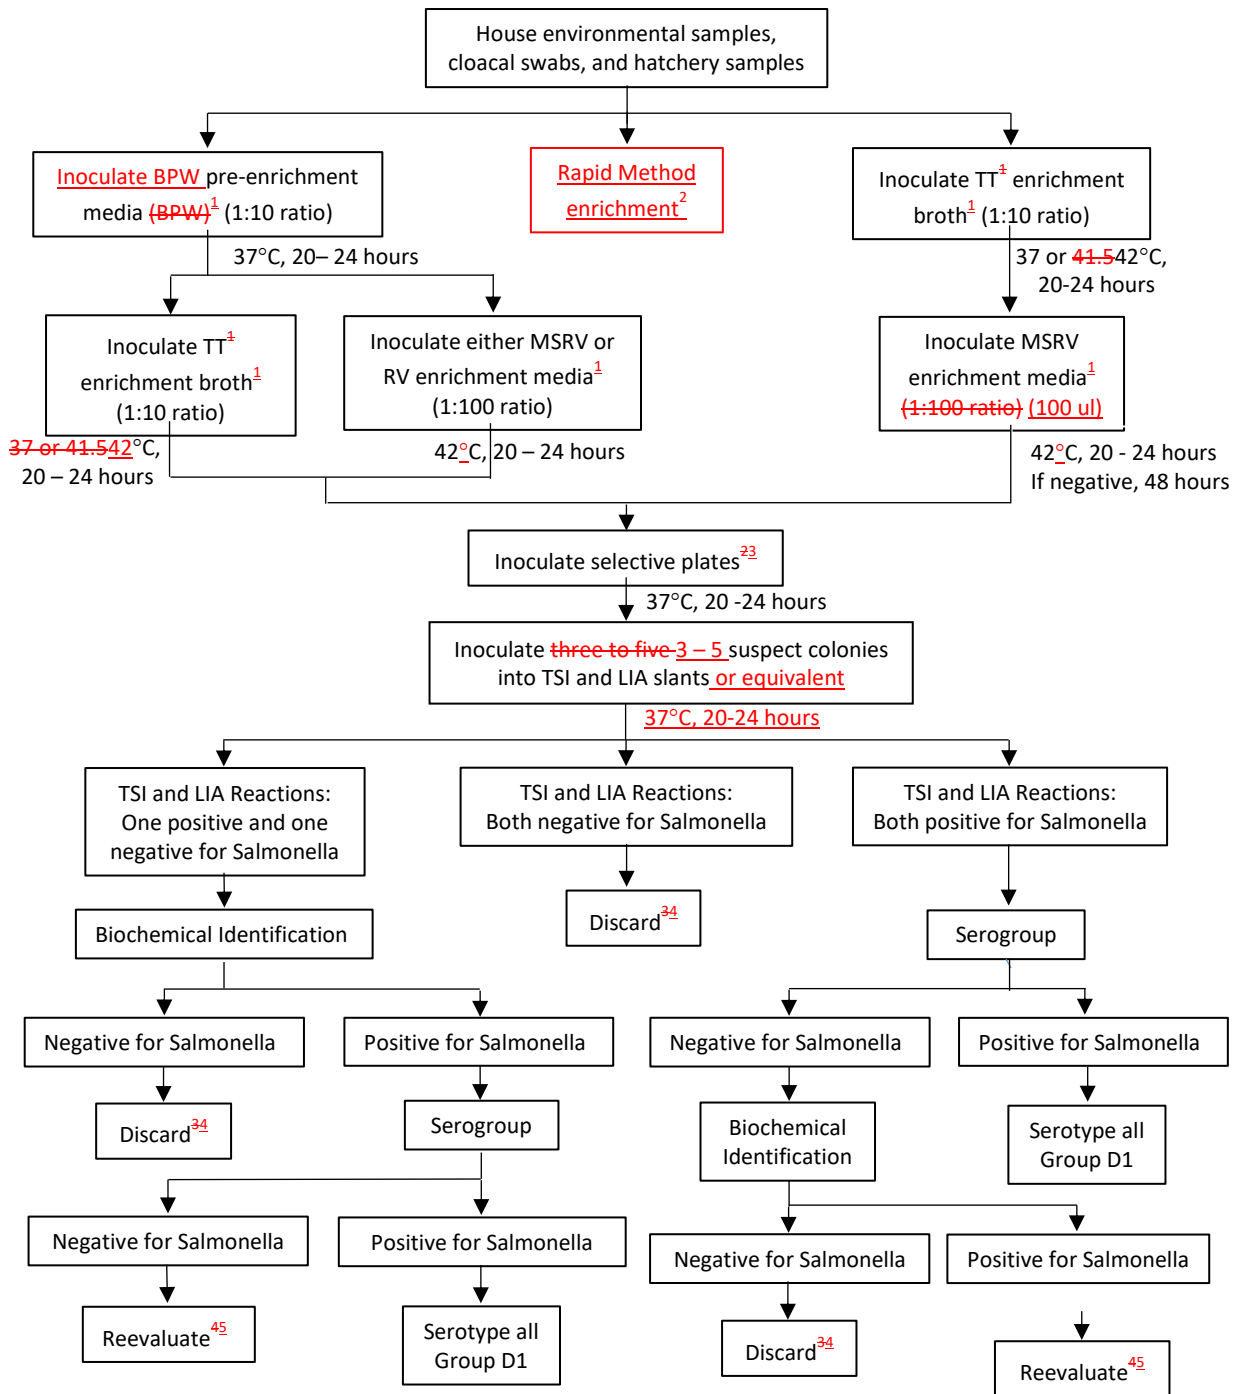 House environmental samples,
cloacal swabs, and hatchery samples
Inoculate BPW pre-enrichment
media (BPW)1 (1:10 ratio)
Rapid Method
enrichment2
Inoculate TT1 enrichment
broth1 (1:10 ratio)
37°C, 20– 24 hours
37 or 41.542°C,
20-24 hours
Inoculate TT1
enrichment broth1
(1:10 ratio)
Inoculate either MSRV or
RV enrichment media1
(1:100 ratio)
Inoculate MSRV
enrichment media1
(1:100 ratio) (100 ul)
37 or 41.542°C,
20 – 24 hours
42°C, 20 – 24 hours
42°C, 20 - 24 hours
If negative, 48 hours
Inoculate selective plates23
37°C, 20 -24 hours
Inoculate three to five 3 – 5 suspect colonies
into TSI and LIA slants or equivalent
37°C, 20-24 hours
TSI and LIA Reactions:
One positive and one
negative for Salmonella
TSI and LIA Reactions:
Both negative for Salmonella
TSI and LIA Reactions:
Both positive for Salmonella
Biochemical Identification
Discard34
Serogroup
Negative for Salmonella
Positive for Salmonella
Negative for Salmonella
Positive for Salmonella
Discard34
Serogroup
Biochemical
Identification
Serotype all
Group D1
Negative for Salmonella
Positive for Salmonella
Negative for Salmonella
Positive for Salmonella
Reevaluate45
Serotype all
Group D1
Discard34
Reevaluate45